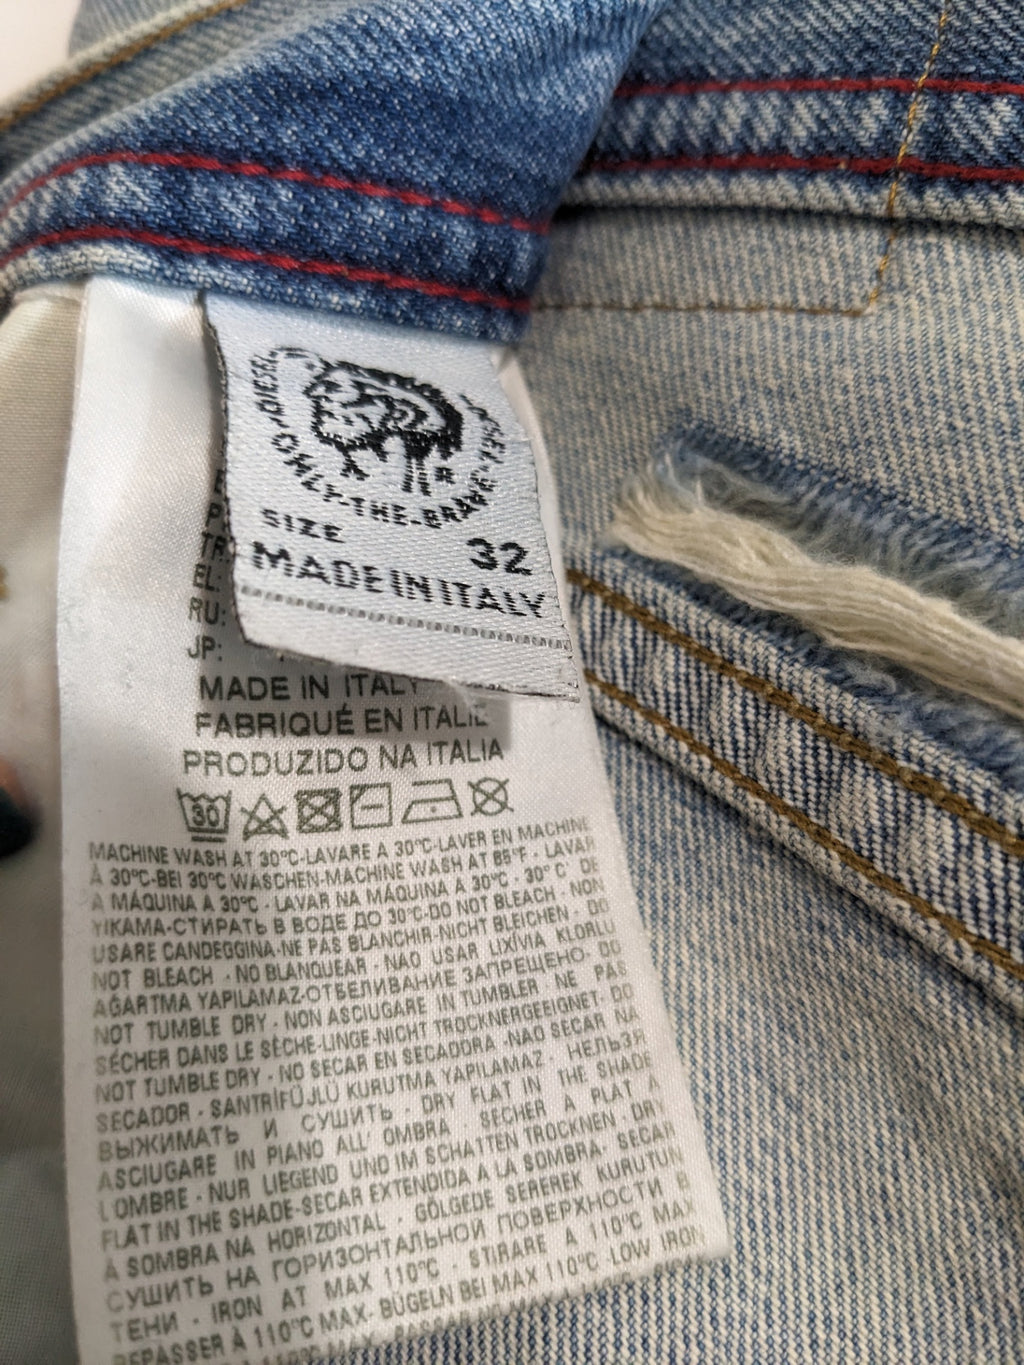 DIESEL
ONLY-THE-BRAVE
SIZE 32
MADE IN ITALY
TR:
EL:
RU:
JP:
MADE IN ITALY
FABRIQUÉ EN ITALIE
PRODUZIDO NA ITALIA
30
MACHINE WASH AT 30°C-LAVARE A 30°C-LAVER EN MACHINE
À 30°C-BEI 30°C WASCHEN-MACHINE WASH AT 85°F - LAVAR
A MÁQUINA A 30°C - LAVAR NA MÁQUINA A 30°C - 30° C' DE
YIKAMA-СТИРАТЬ В ВОДЕ ДО 30°C-DO NOT BLEACH - NON
USARE CANDEGGINA-NE PAS BLANCHIR-NICHT BLEICHEN - DO
NOT BLEACH - NO BLANQUEAR - NAO USAR LIXÍVIA KLORLU
AĞARTMA YAPILAMAZ-ОТБЕЛИВАНИЕ ЗАПРЕЩЕНО- DO
NOT TUMBLE DRY - NON ASCIUGARE IN TUMBLER - NE PAS
SÉCHER DANS LE SÈCHE-LINGE-NICHT TROCKNERGEEIGNET- DO
NOT TUMBLE DRY - NO SECAR EN SECADORA -NAO SECAR NA
SECADOR - SANTRİFÜJLÜ KURUTMA YAPILAMAZ - НЕЛЬЗЯ
ВЫЖИМАТЬ И СУШИТЬ - DRY FLAT IN THE SHADE
ASCIUGARE IN PIANO ALL' OMBRA - SÉCHER A PLAT A
L'OMBRE - NUR LIEGEND UND IM SCHATTEN TROCKNEN - DRY
FLAT IN THE SHADE-SECAR EXTENDIDA A LA SOMBRA- SECAR
À SOMBRA NA HORIZONTAL - GÖLGEDE SEREREK KURUTUN
СУШИТЬ НА ГОРИЗОНТАЛЬНОЙ ПОВЕРХНОСТИ В
ТЕНИ - IRON AT MAX 110°C - STIRARE A 110°C MAX
REPASSER À 110°C MAX- BÜGELN BEI MAX 110°C -LOW IRON